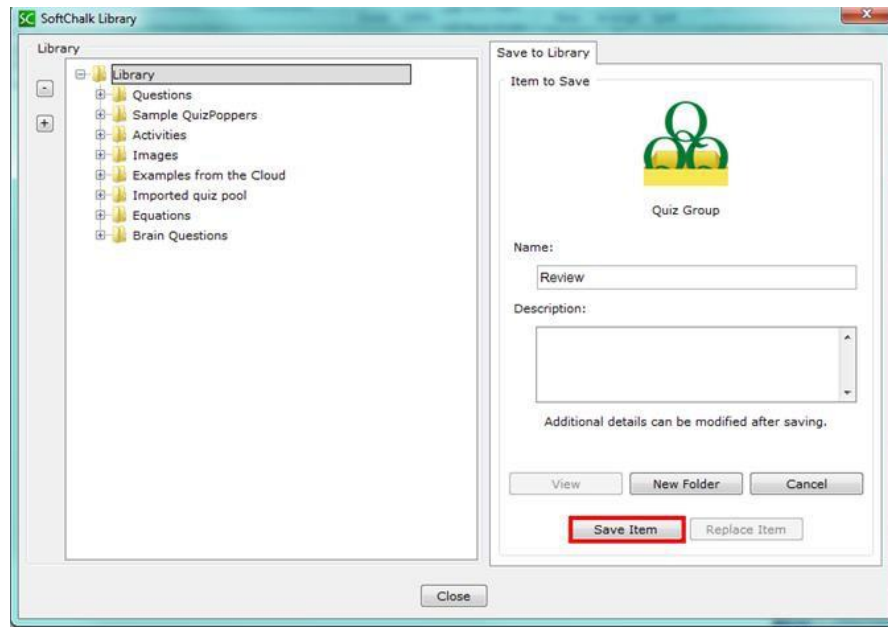 SC SoftChalk Library
Library
Library
Questions
Sample QuizPoppers
Activities
Images
Examples from the Cloud
Imported quiz pool
Equations
Brain Questions
Save to Library
Item to Save
Quiz Group
Name:
Review
Description:
Additional details can be modified after saving.
View New Folder Cancel
Save Item Replace Item
Close